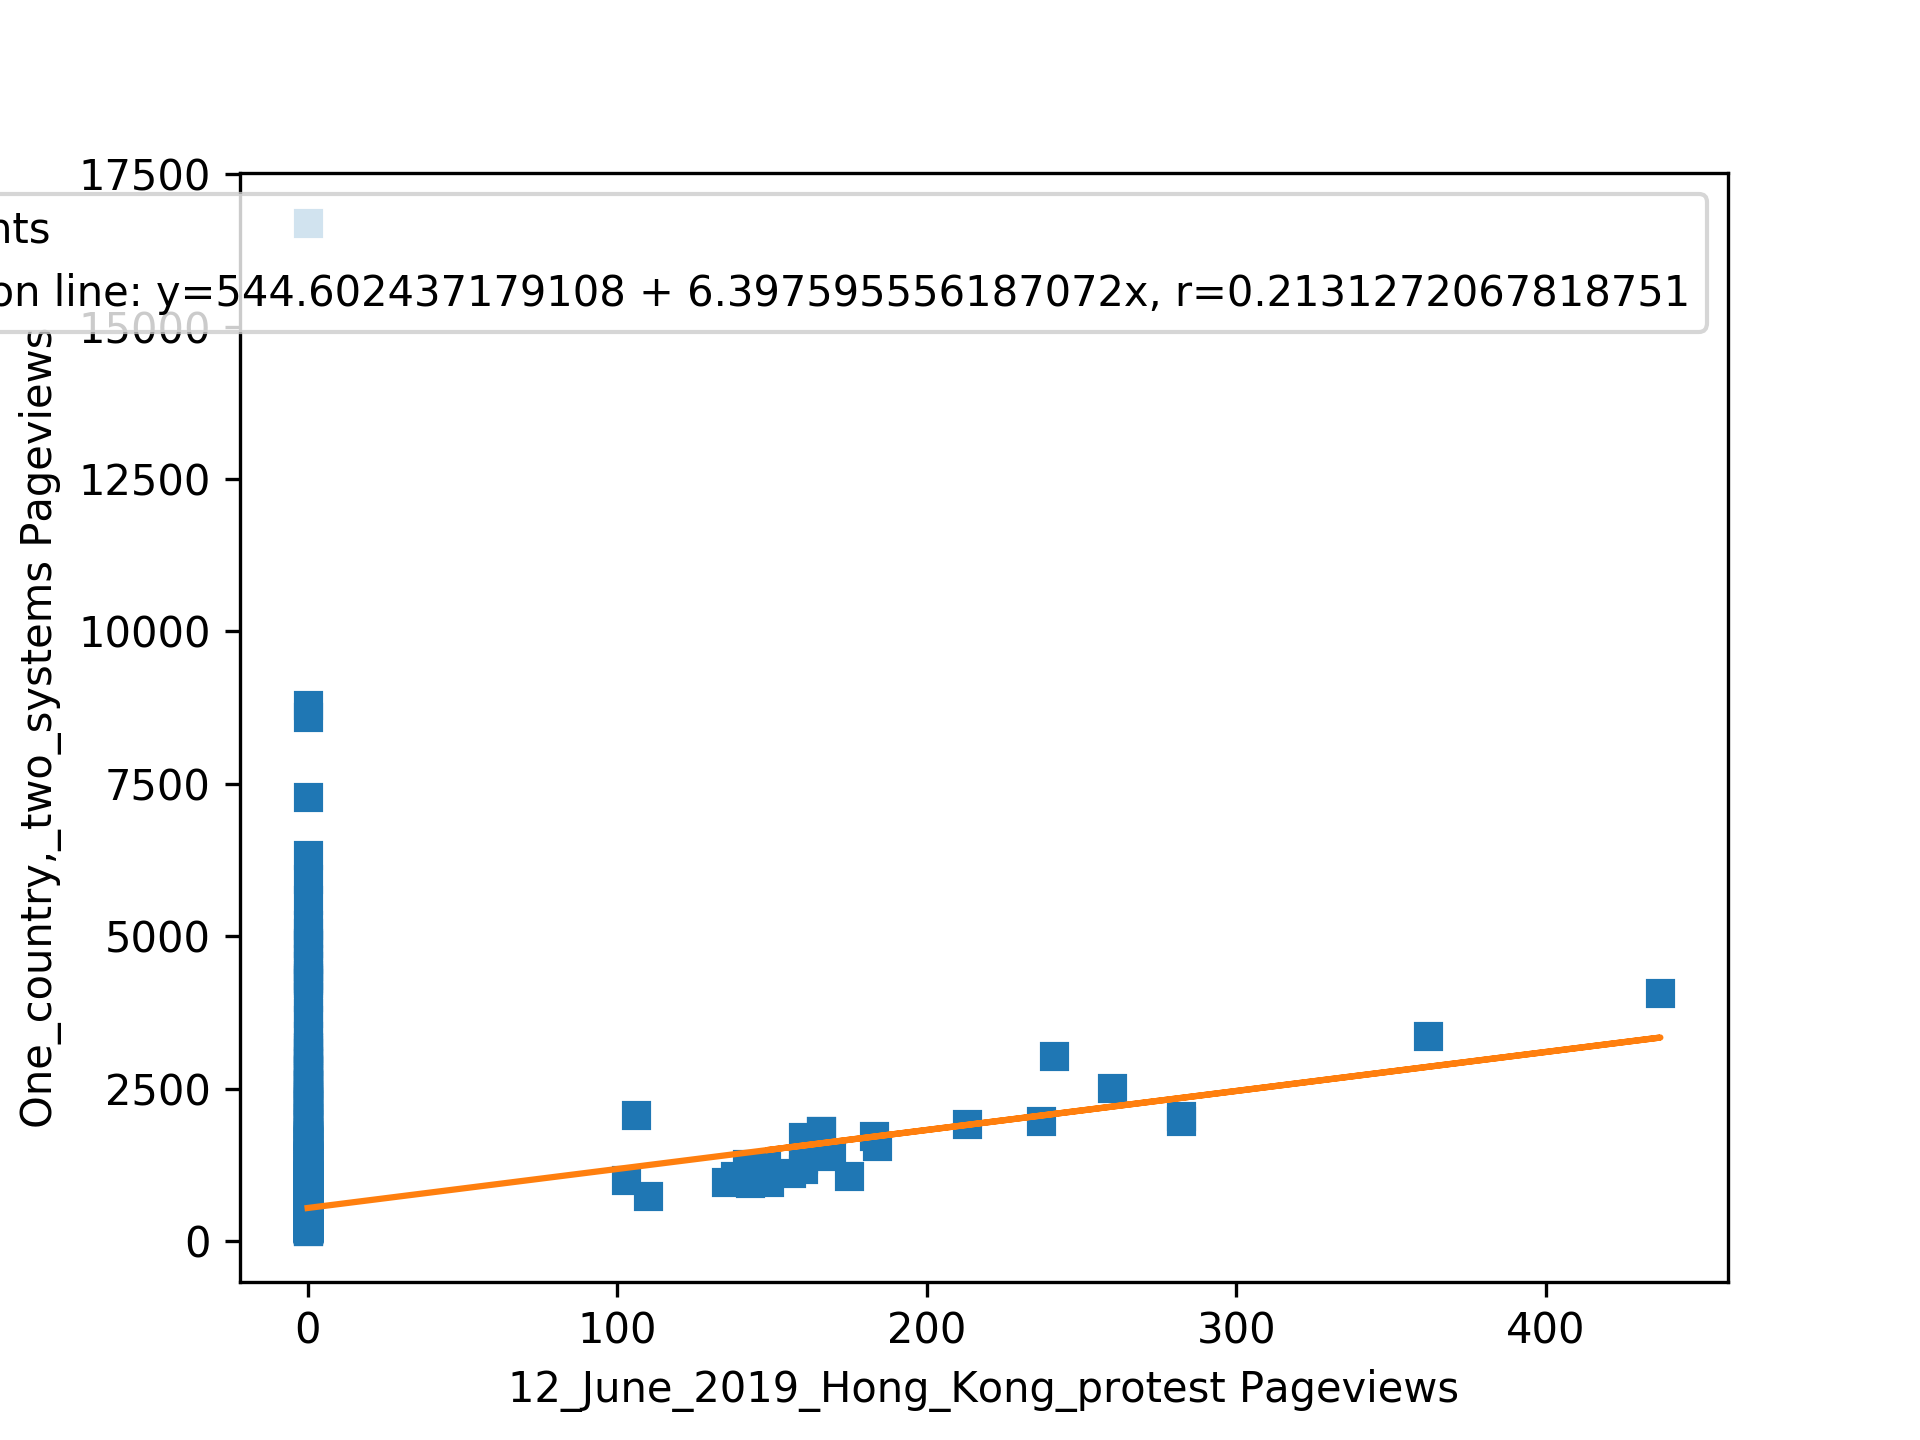 17500
nts
on line: y=544.602437179108 + 6.397595556187072x, r=0.2131272067818751
15000
12500
10000
7500
5000
2500
0
One_country,_two_systems Pageviews
0 100 200 300 400
12_June_2019_Hong_Kong_protest Pageviews